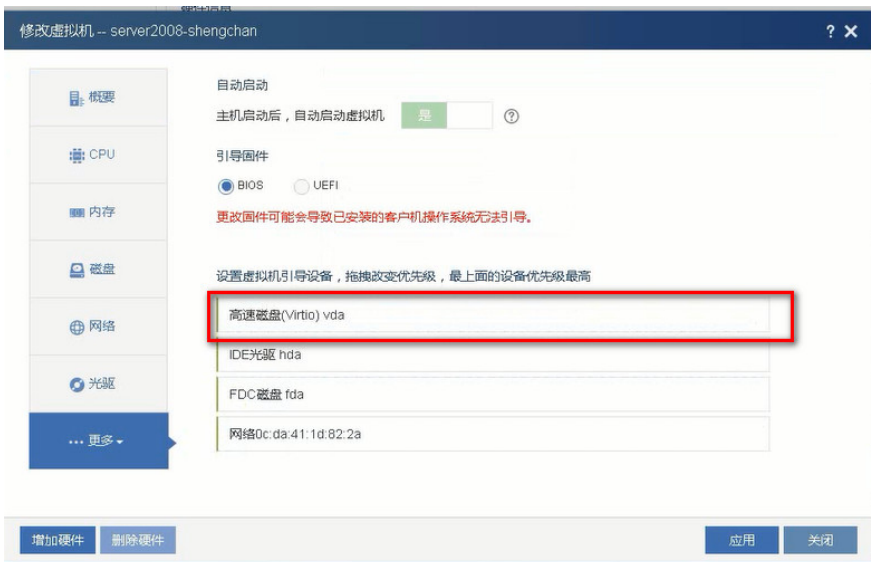 硬件信息
修改虚拟机 -- server2008-shengchan
? ×
概要
CPU
内存
磁盘
网络
光驱
... 更多
自动启动
主机启动后，自动启动虚拟机 是 ?
引导固件
BIOS UEFI
更改固件可能会导致已安装的客户机操作系统无法引导。
设置虚拟机引导设备，拖拽改变优先级，最上面的设备优先级最高
高速磁盘(Virtio) vda
IDE光驱 hda
FDC磁盘 fda
网络0c:da:41:1d:82:2a
增加硬件 删除硬件 应用 关闭